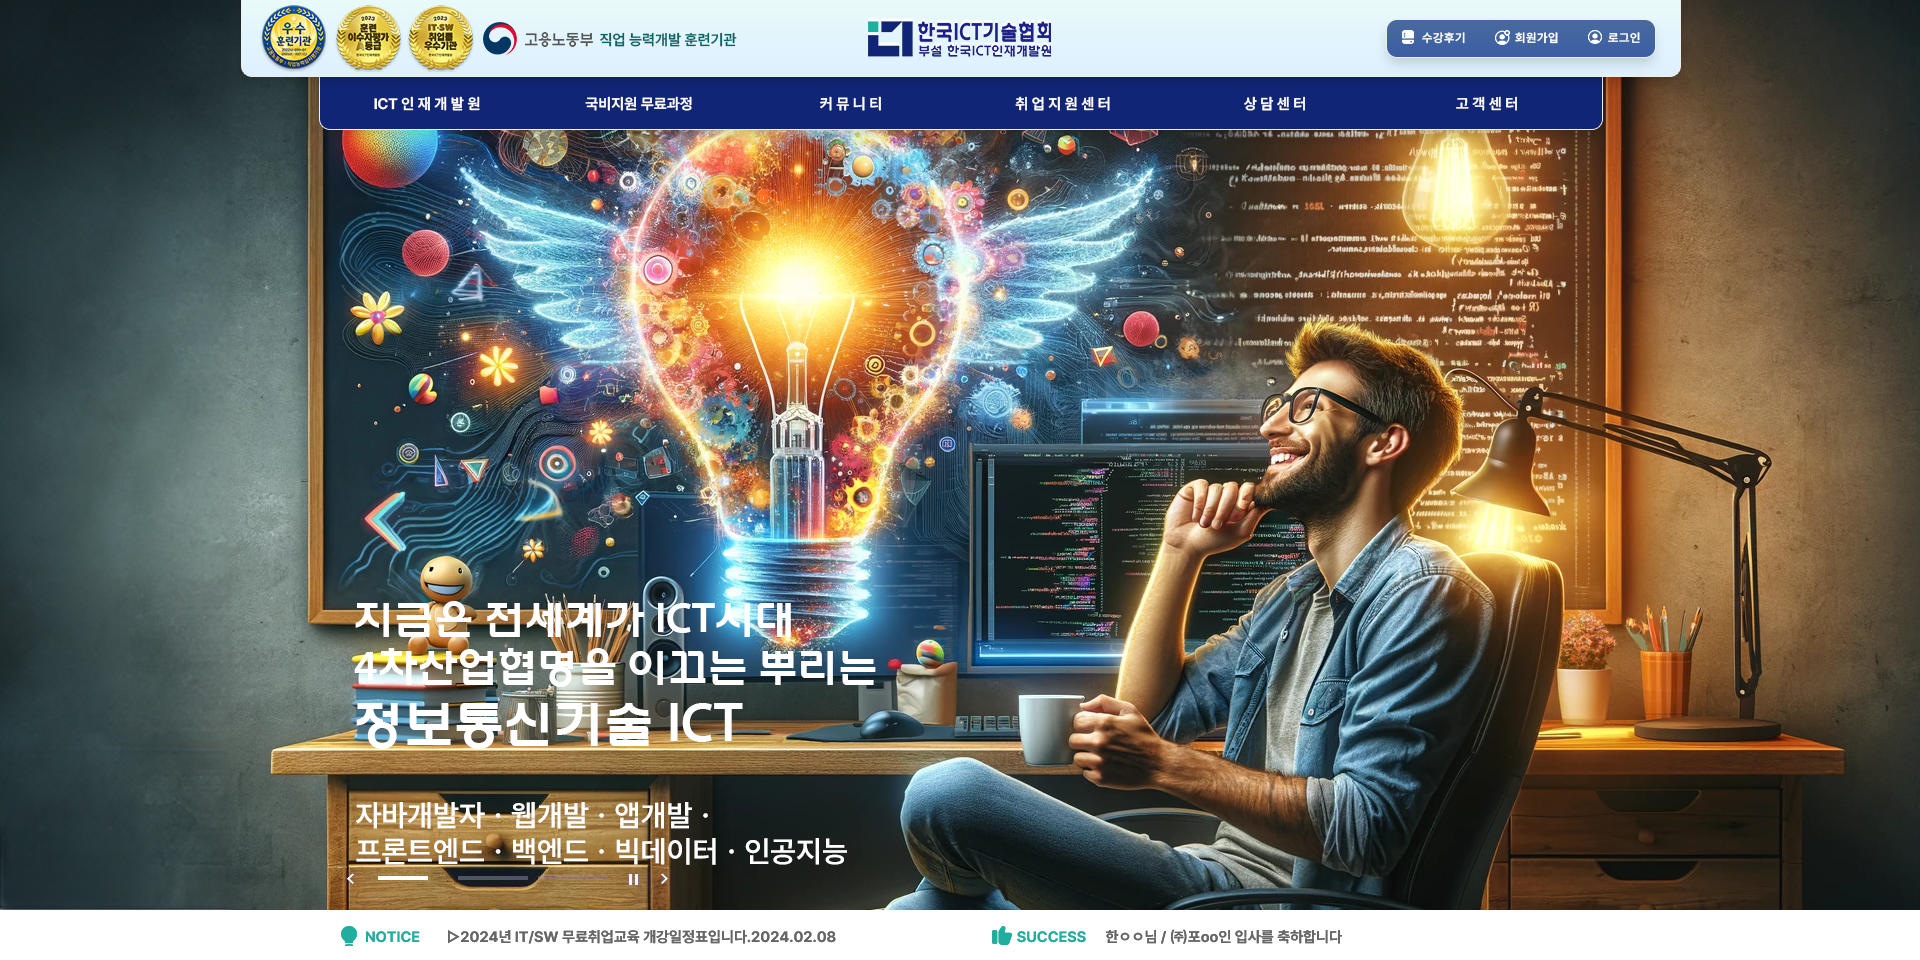 우수
훈련기관
2023
훈련
이수자평가
A등급
2023
IT·SW
취업률
우수기관
고용노동부 직업 능력개발 훈련기관
한국ICT기술협회
부설 한국ICT인재개발원
수강후기
회원가입
로그인
ICT인재개발원
국비지원 무료과정
커뮤니티
취업지원센터
상담센터
고객센터
지금은 전세계가 ICT시대
4차산업협명을 이끄는 뿌리는
정보통신기술 ICT
자바개발자 · 웹개발 · 앱개발 ·
프론트엔드 · 백엔드 · 빅데이터 · 인공지능
NOTICE
▷2024년 IT/SW 무료취업교육 개강일정표입니다.2024.02.08
SUCCESS
한ㅇㅇ님 / ㈜포oo인 입사를 축하합니다